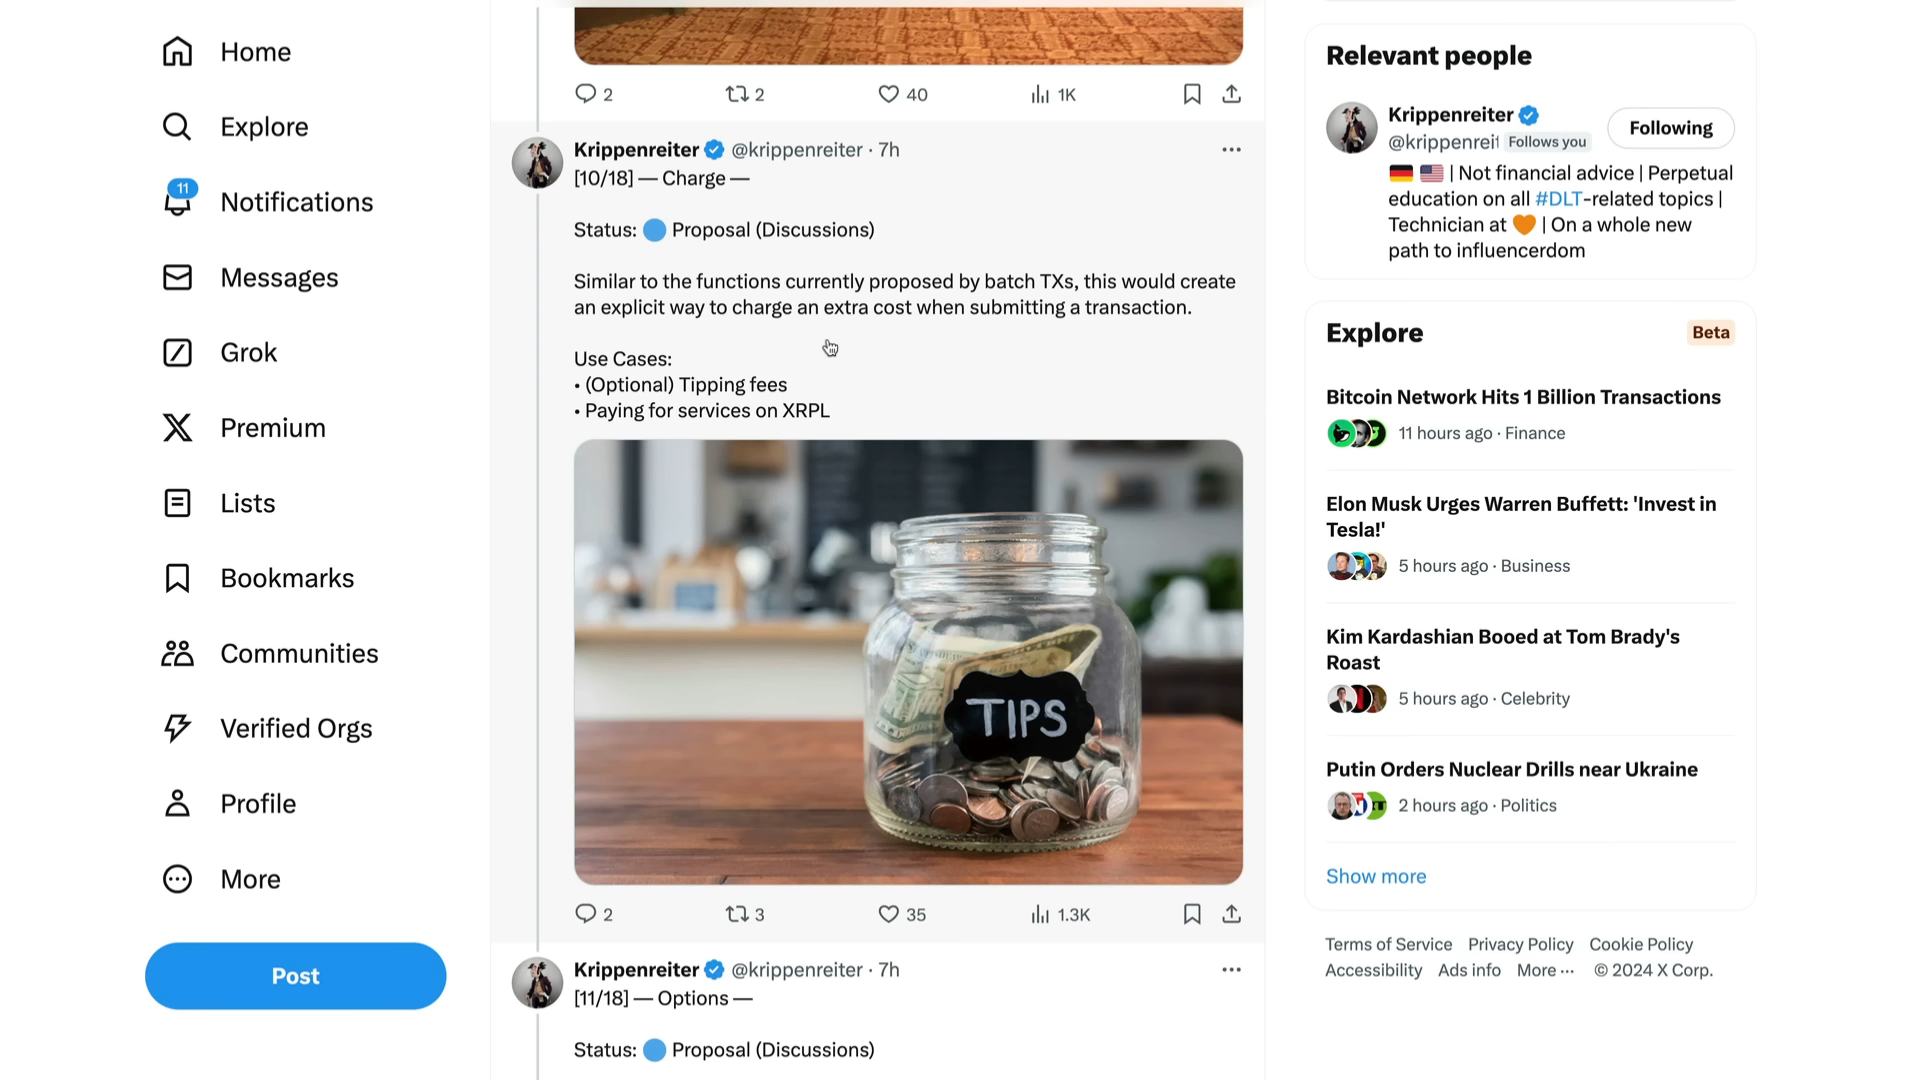 Home
Explore
11
Notifications
Messages
Grok
Premium
Lists
Bookmarks
Communities
Verified Orgs
Profile
More
Post
2
2
40
1K
Krippenreiter @krippenreiter · 7h
[10/18] — Charge —
Status: 🔵 Proposal (Discussions)
Similar to the functions currently proposed by batch TXs, this would create
an explicit way to charge an extra cost when submitting a transaction.
Use Cases:
• (Optional) Tipping fees
• Paying for services on XRPL
TIPS
2
3
35
1.3K
Krippenreiter @krippenreiter · 7h
[11/18] — Options —
Status: 🔵 Proposal (Discussions)
Relevant people
Krippenreiter
@krippenreit Follows you
Following
🇩🇪 🇺🇸 | Not financial advice | Perpetual
education on all #DLT-related topics |
Technician at 🧡 | On a whole new
path to influencerdom
Explore
Beta
Bitcoin Network Hits 1 Billion Transactions
11 hours ago · Finance
Elon Musk Urges Warren Buffett: 'Invest in
Tesla!'
5 hours ago · Business
Kim Kardashian Booed at Tom Brady's
Roast
5 hours ago · Celebrity
Putin Orders Nuclear Drills near Ukraine
2 hours ago · Politics
Show more
Terms of Service Privacy Policy Cookie Policy
Accessibility Ads info More ··· © 2024 X Corp.